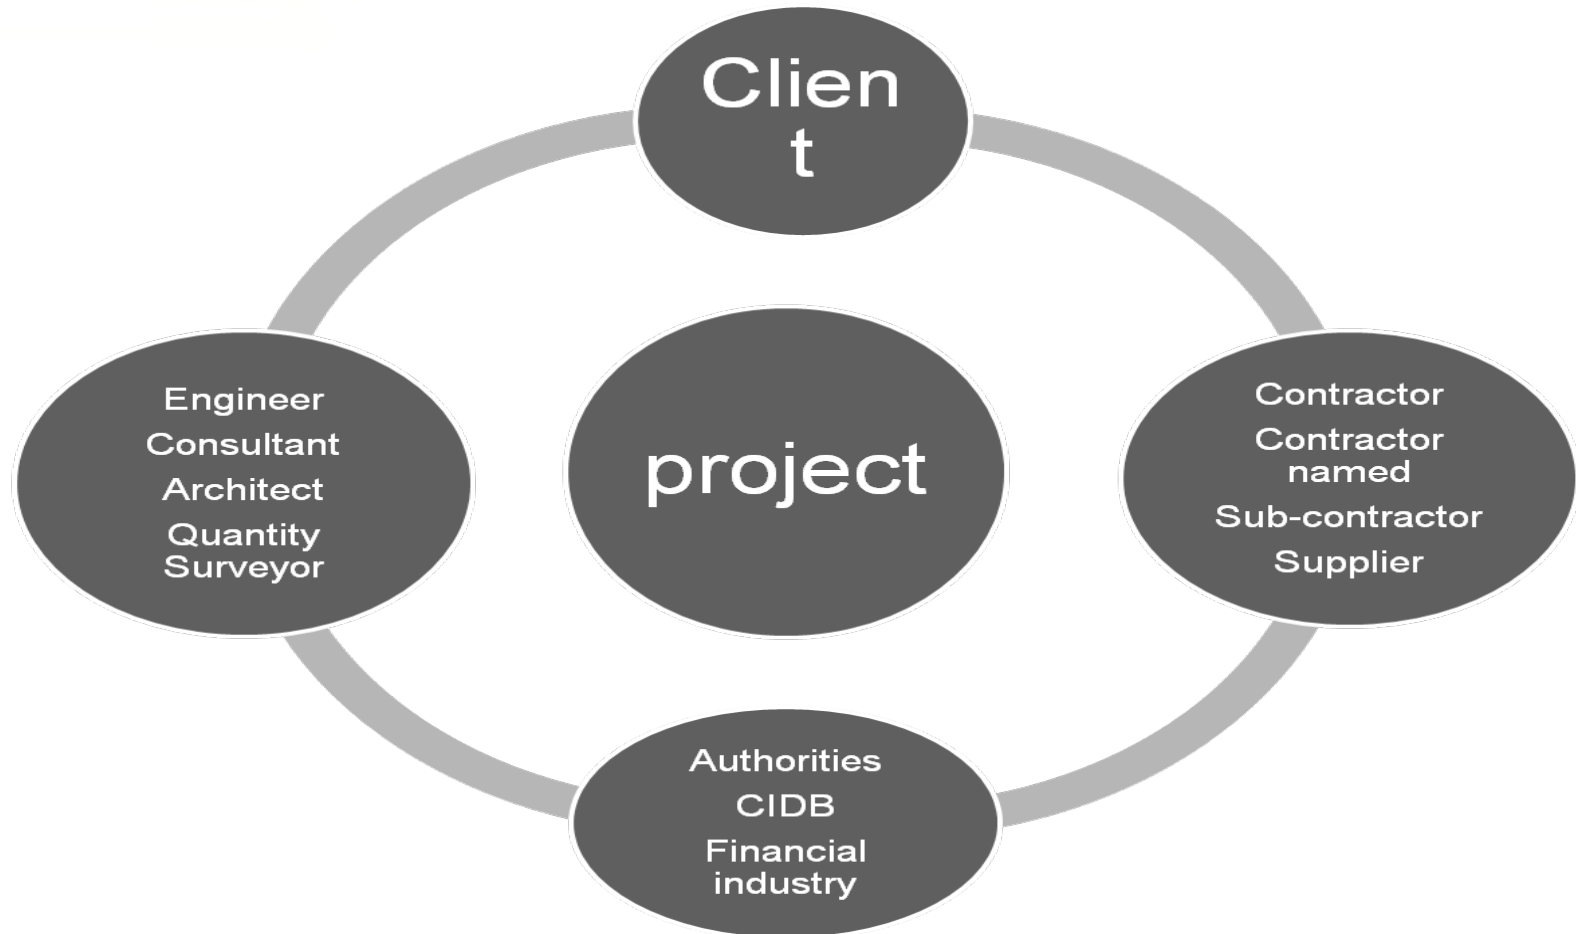 Clien
t
Engineer
Consultant
Architect
Quantity
Surveyor
project
Contractor
Contractor
named
Sub-contractor
Supplier
Authorities
CIDB
Financial
industry